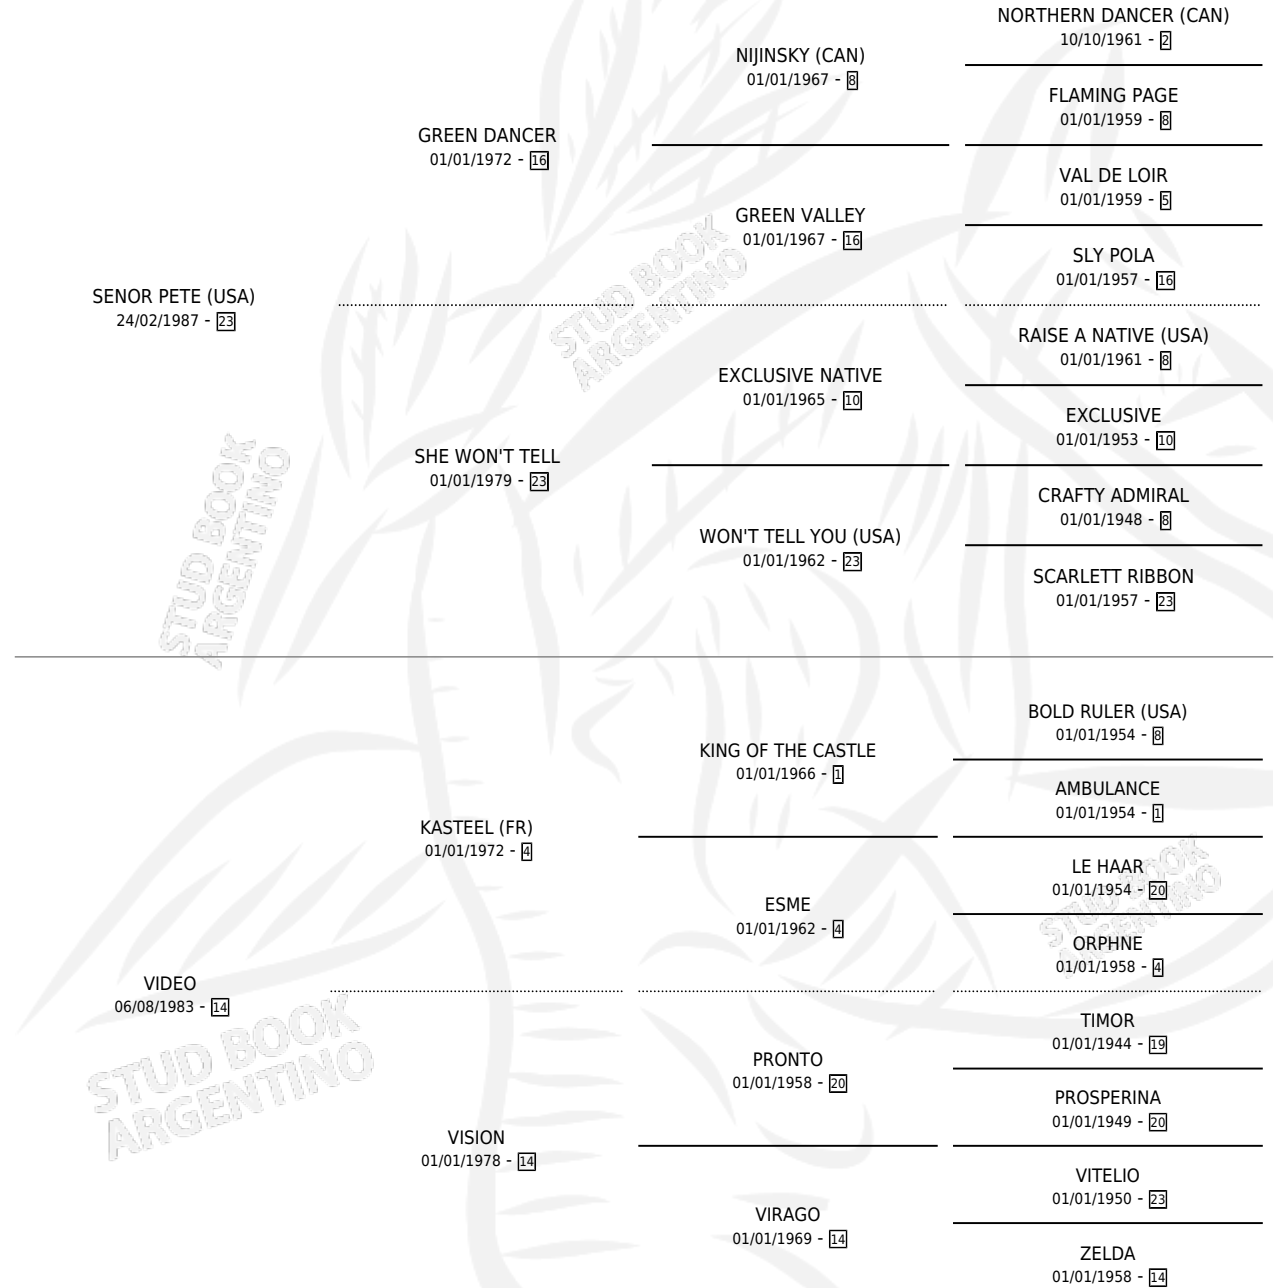 NORTHERN DANCER (CAN)
10/10/1961 - 2
NIJINSKY (CAN)
01/01/1967 - 8
FLAMING PAGE
01/01/1959 - 8
GREEN DANCER
01/01/1972 - 16
VAL DE LOIR
01/01/1959 - 5
GREEN VALLEY
01/01/1967 - 16
SLY POLA
01/01/1957 - 16
SENOR PETE (USA)
24/02/1987 - 23
RAISE A NATIVE (USA)
01/01/1961 - 8
EXCLUSIVE NATIVE
01/01/1965 - 10
EXCLUSIVE
01/01/1953 - 10
SHE WON'T TELL
01/01/1979 - 23
CRAFTY ADMIRAL
01/01/1948 - 8
WON'T TELL YOU (USA)
01/01/1962 - 23
SCARLETT RIBBON
01/01/1957 - 23
BOLD RULER (USA)
01/01/1954 - 8
KING OF THE CASTLE
01/01/1966 - 1
AMBULANCE
01/01/1954 - 1
KASTEEL (FR)
01/01/1972 - 4
LE HAAR
01/01/1954 - 20
ESME
01/01/1962 - 4
ORPHNE
01/01/1958 - 4
VIDEO
06/08/1983 - 14
TIMOR
01/01/1944 - 19
PRONTO
01/01/1958 - 20
PROSPERINA
01/01/1949 - 20
VISION
01/01/1978 - 14
VITELIO
01/01/1950 - 23
VIRAGO
01/01/1969 - 14
ZELDA
01/01/1958 - 14
STUD BOOK
ARGENTINO
STUD BOOK
ARGENTINO
STUD BOOK
ARGENTINO
STUD BOOK
ARGENTINO